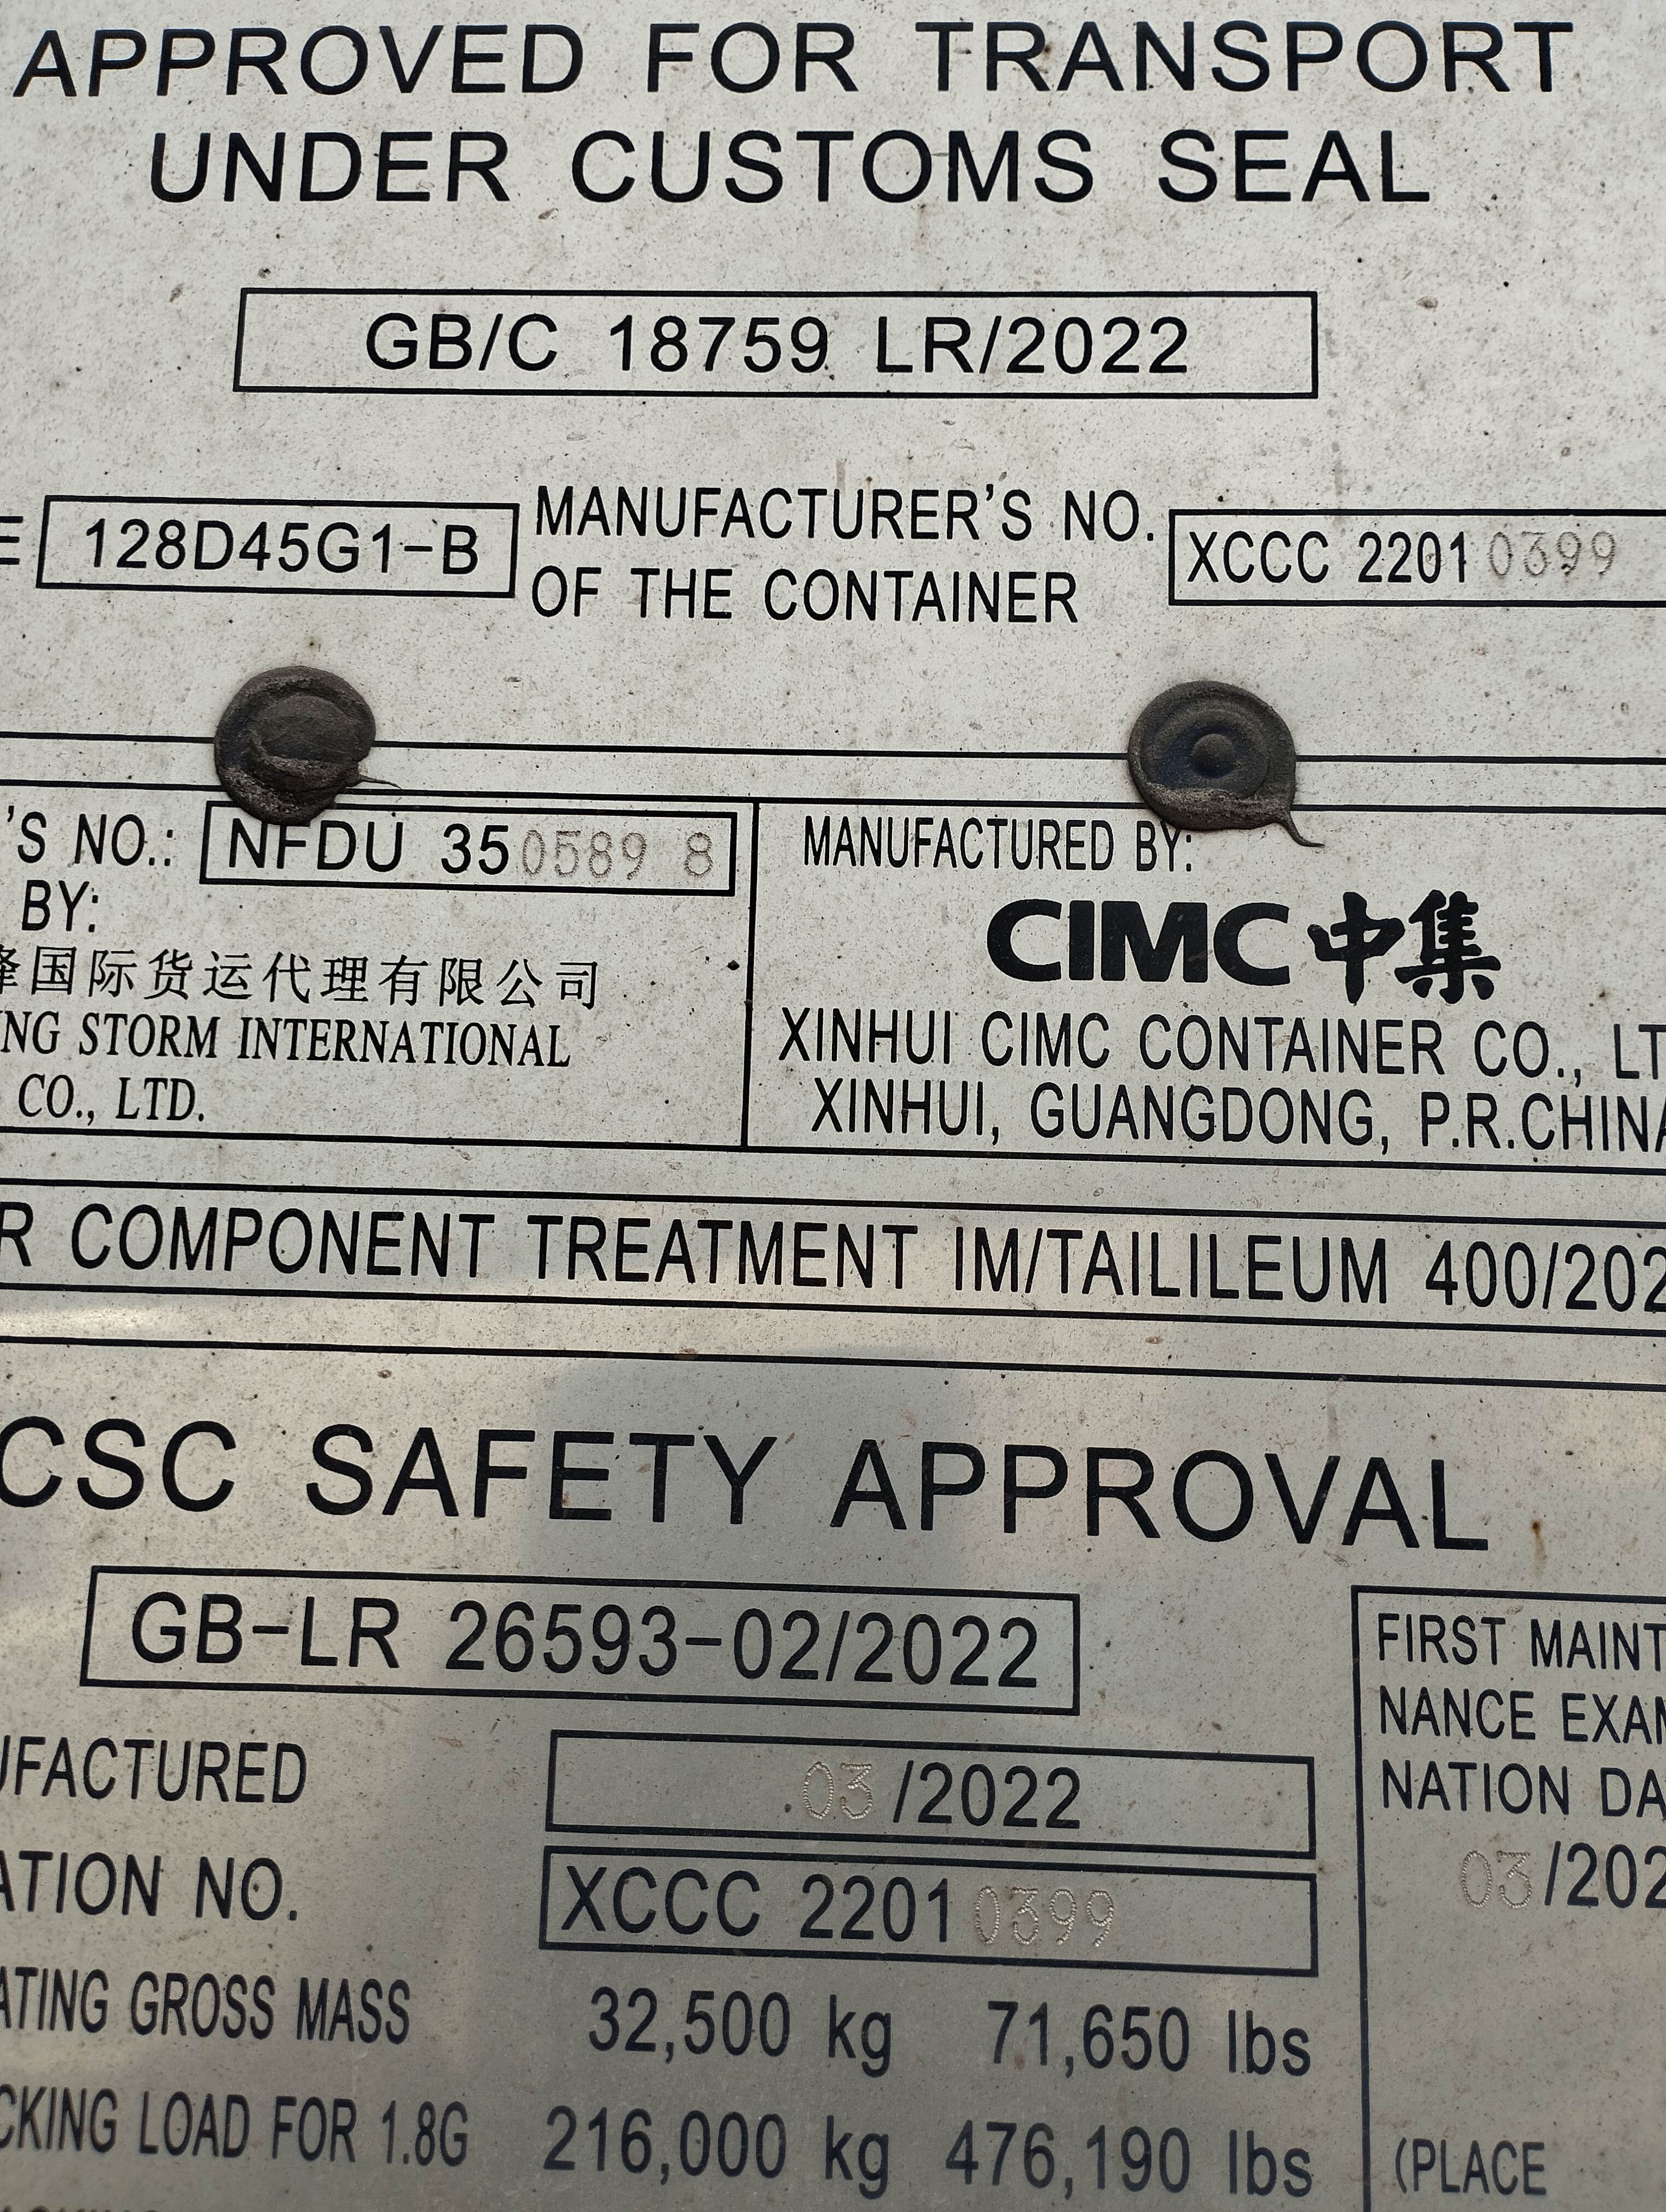 APPROVED FOR TRANSPORT
UNDER CUSTOMS SEAL
GB/C 18759 LR/2022
E 128D45G1-B MANUFACTURER'S NO. OF THE CONTAINER XCCC 2201 0399
'S NO.: NFDU 350589 8
BY:
国际货运代理有限公司
NG STORM INTERNATIONAL
CO., LTD.
MANUFACTURED BY:
CIMC 中集
XINHUI CIMC CONTAINER CO., LT
XINHUI, GUANGDONG, P.R.CHINA
R COMPONENT TREATMENT IM/TAILILEUM 400/202
CSC SAFETY APPROVAL
GB-LR 26593-02/2022
UFACTURED 03/2022
ATION NO. XCCC 2201 0399
ATING GROSS MASS 32,500 kg 71,650 lbs
CKING LOAD FOR 1.8G 216,000 kg 476,190 lbs
FIRST MAINT
NANCE EXAM
NATION DA
03/202
(PLACE